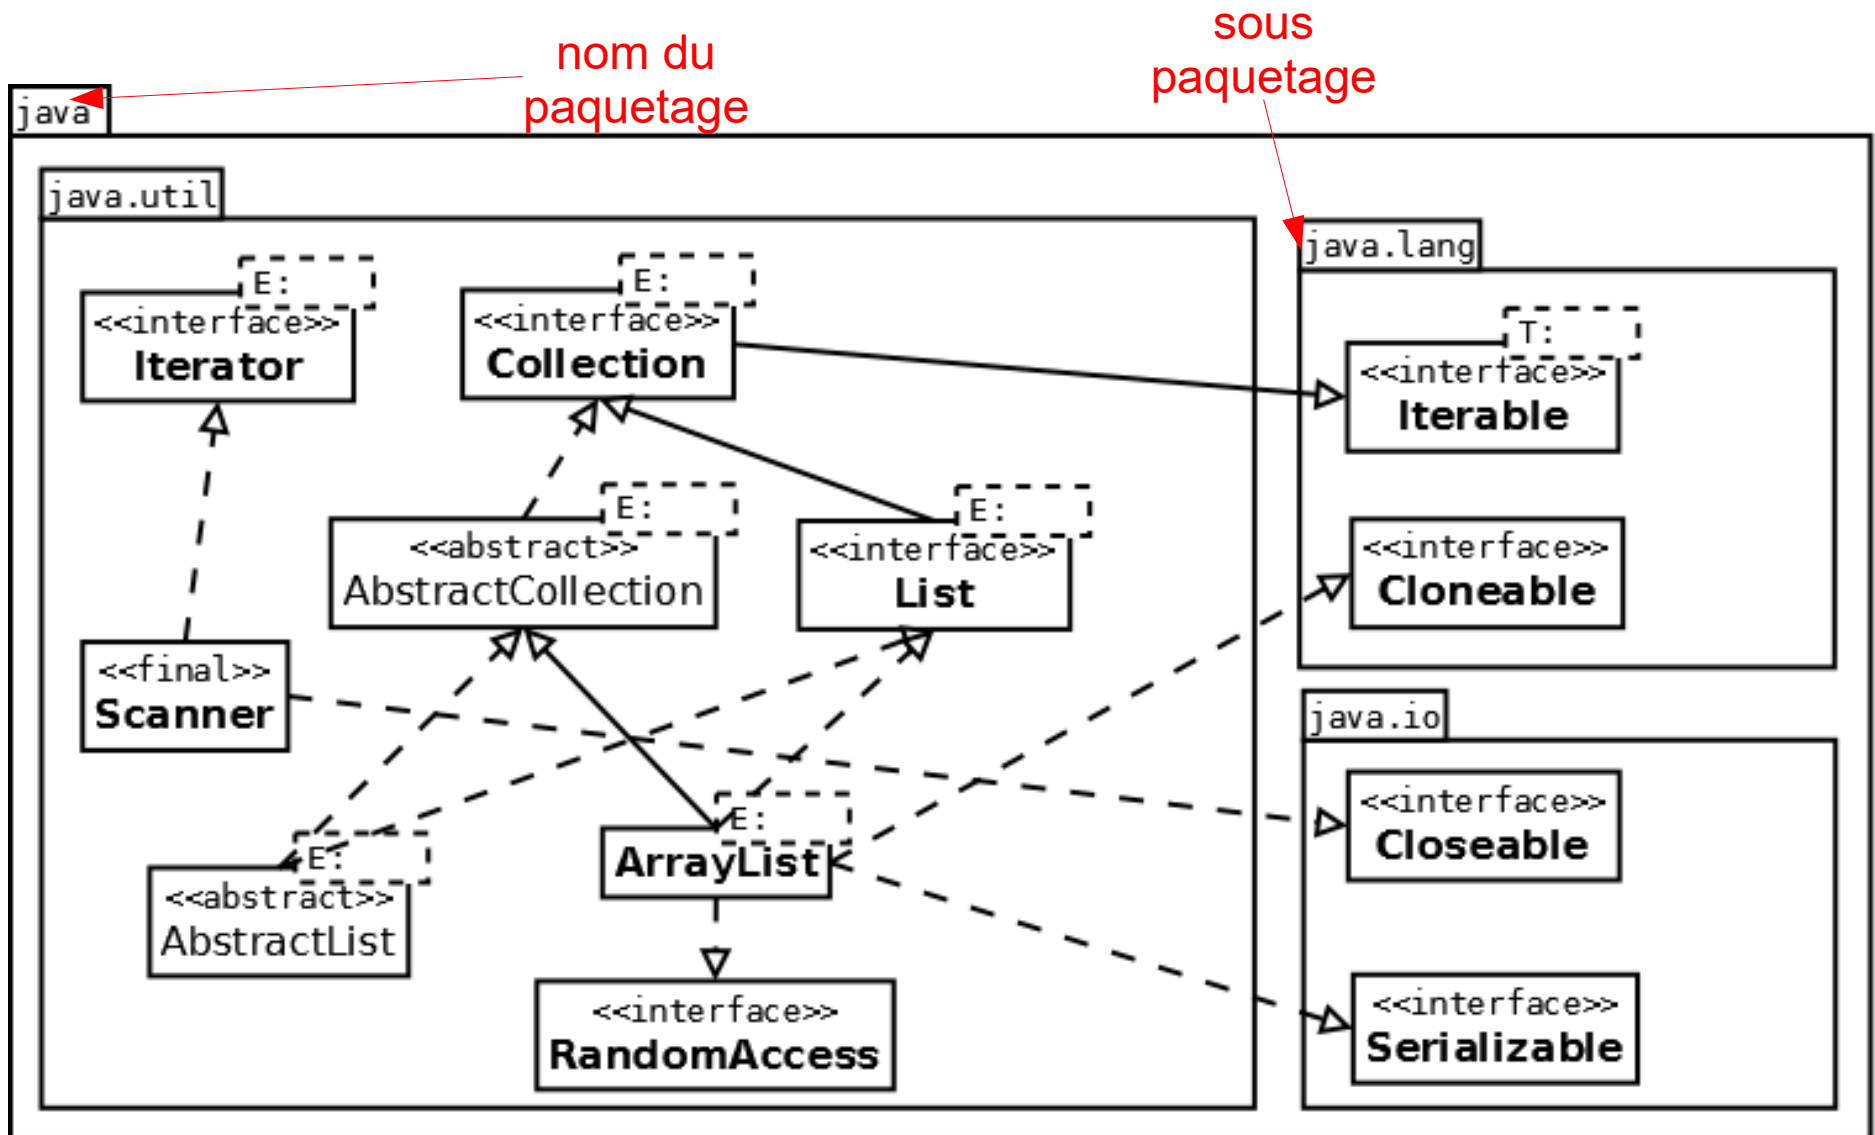 nom du
paquetage
sous
paquetage
java
java.util
E:
<<interface>>
Iterator
E:
<<interface>>
Collection
java.lang
T:
<<interface>>
Iterable
E:
<<abstract>>
AbstractCollection
E:
<<interface>>
List
<<interface>>
Cloneable
<<final>>
Scanner
java.io
<<interface>>
Closeable
E:
<<abstract>>
AbstractList
E:
ArrayList
<<interface>>
RandomAccess
<<interface>>
Serializable